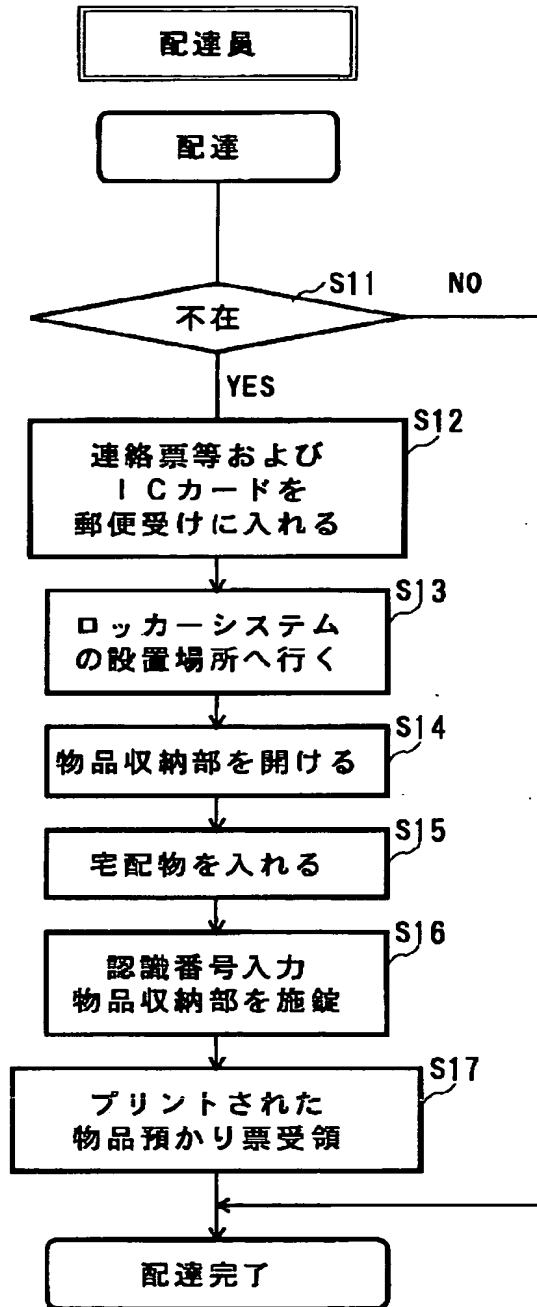 配達員
配達
S11
NO
不在
YES
S12
連絡票等および
ICカードを
郵便受けに入れる
S13
ロッカーシステム
の設置場所へ行く
S14
物品収納部を開ける
S15
宅配物を入れる
S16
認識番号入力
物品収納部を施錠
S17
プリントされた
物品預かり票受領
配達完了